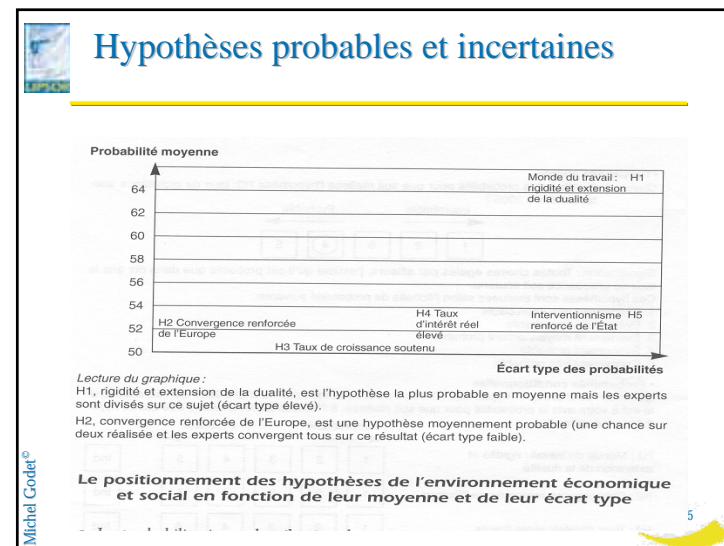 LIPSOR
Hypothèses probables et incertaines
Probabilité moyenne
64
62
60
58
56
54
52
50
Monde du travail : H1
rigidité et extension
de la dualité
H2 Convergence renforcée
de l'Europe
H3 Taux de croissance soutenu
H4 Taux
d'intérêt réel
élevé
Interventionnisme H5
renforcé de l'État
Écart type des probabilités
Lecture du graphique :
H1, rigidité et extension de la dualité, est l'hypothèse la plus probable en moyenne mais les experts
sont divisés sur ce sujet (écart type élevé).
H2, convergence renforcée de l'Europe, est une hypothèse moyennement probable (une chance sur
deux réalisée et les experts convergent tous sur ce résultat (écart type faible).
Le positionnement des hypothèses de l'environnement économique
et social en fonction de leur moyenne et de leur écart type
Michel Godet©
5